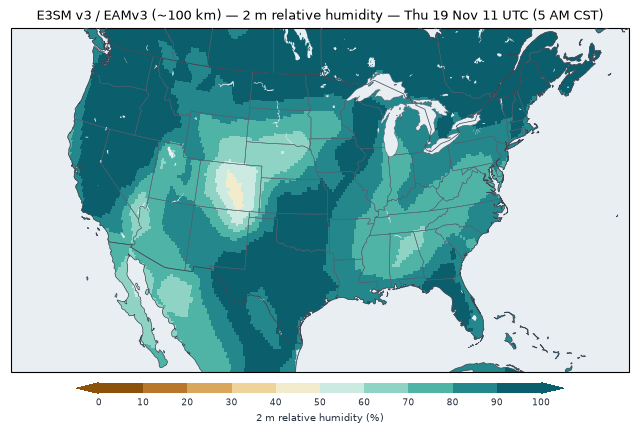 E3SM v3 / EAMv3 (~100 km) — 2 m relative humidity — Thu 19 Nov 11 UTC (5 AM CST)
0 10 20 30 40 50 60 70 80 90 100
2 m relative humidity (%)